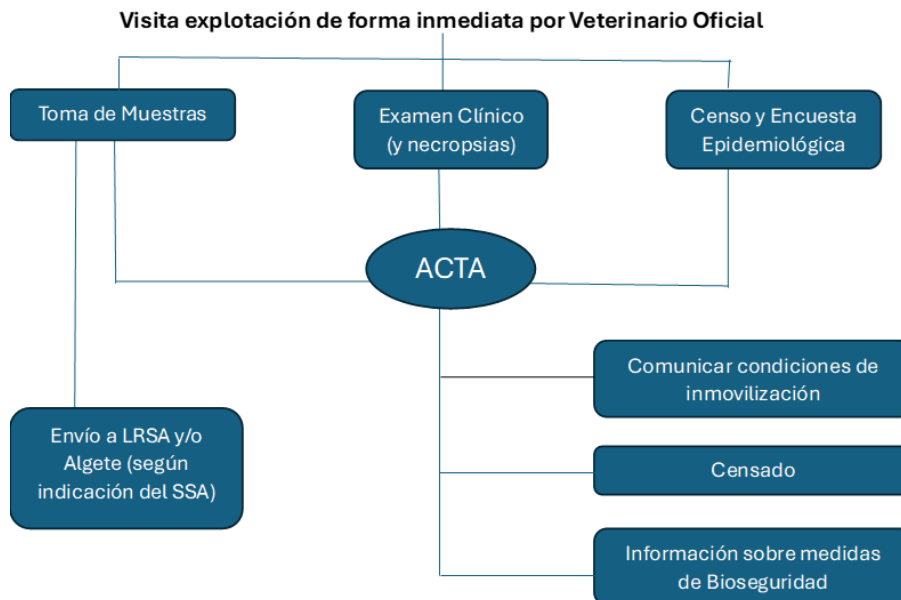 Visita explotación de forma inmediata por Veterinario Oficial
Toma de Muestras
Examen Clínico
(y necropsias)
Censo y Encuesta
Epidemiológica
ACTA
Comunicar condiciones de
inmovilización
Envío a LRSA y/o
Algete (según
indicación del SSA)
Censado
Información sobre medidas
de Bioseguridad